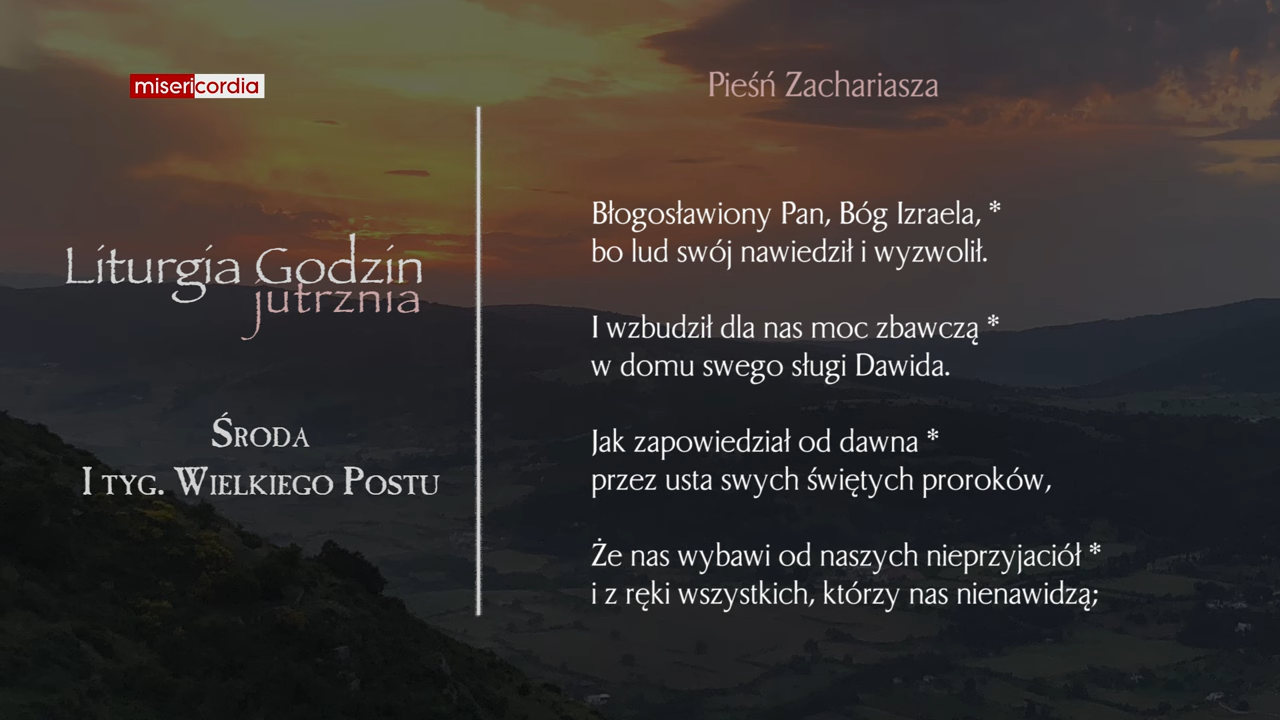 misericordia
Liturgia Godzin
jutrznia
Środa
I tyg. Wielkiego Postu
Pieśń Zachariasza
Błogosławiony Pan, Bóg Izraela, *
bo lud swój nawiedził i wyzwolił.
I wzbudził dla nas moc zbawczą *
w domu swego sługi Dawida.
Jak zapowiedział od dawna *
przez usta swych świętych proroków,
Że nas wybawi od naszych nieprzyjaciół *
i z ręki wszystkich, którzy nas nienawidzą;